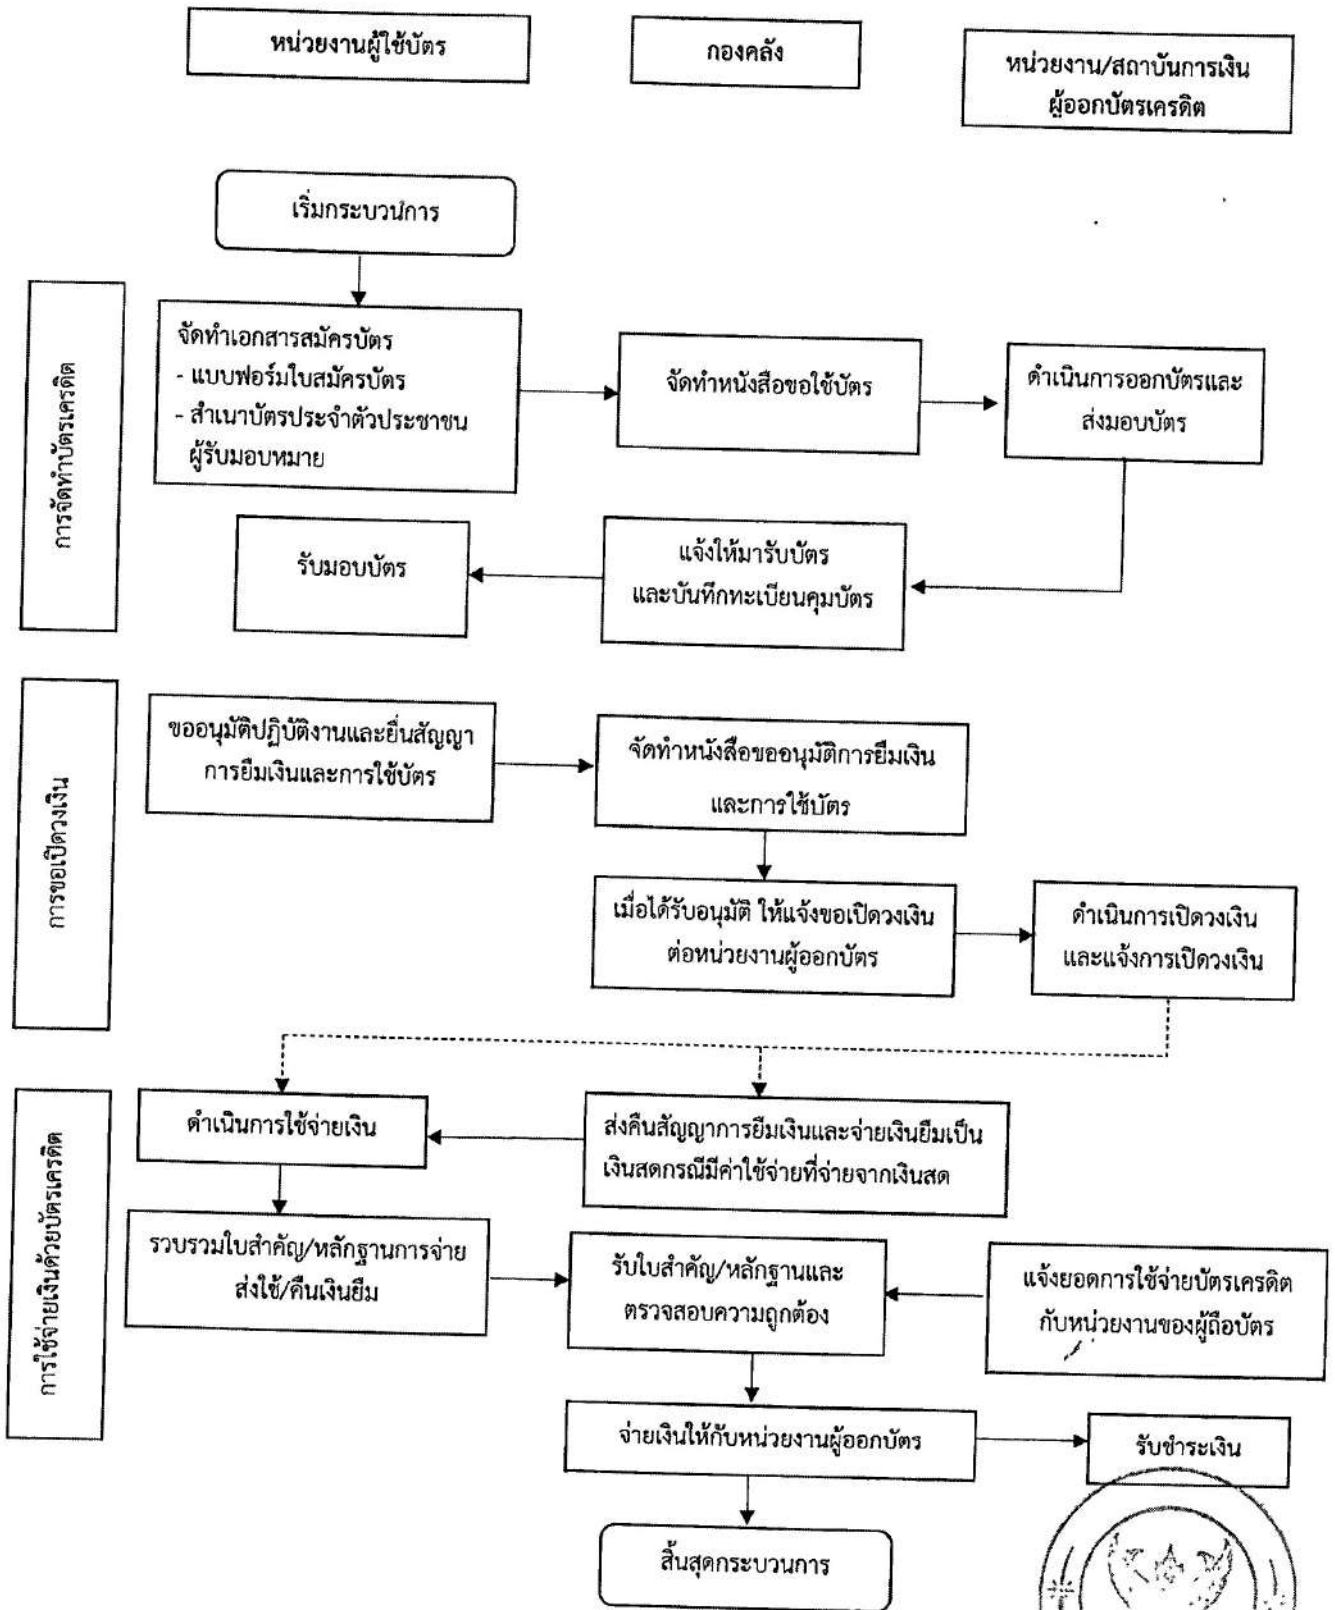 หน่วยงานผู้ใช้บัตร
กองคลัง
หน่วยงาน/สถาบันการเงิน
ผู้ออกบัตรเครดิต
เริ่มกระบวนการ
การจัดทำบัตรเครดิต
จัดทำเอกสารสมัครบัตร
- แบบฟอร์มใบสมัครบัตร
- สำเนาบัตรประจำตัวประชาชน
ผู้รับมอบหมาย
จัดทำหนังสือขอใช้บัตร
ดำเนินการออกบัตรและ
ส่งมอบบัตร
แจ้งให้มารับบัตร
และบันทึกทะเบียนคุมบัตร
รับมอบบัตร
การขอเปิดวงเงิน
ขออนุมัติปฏิบัติงานและยื่นสัญญา
การยืมเงินและการใช้บัตร
จัดทำหนังสือขออนุมัติการยืมเงิน
และการใช้บัตร
เมื่อได้รับอนุมัติ ให้แจ้งขอเปิดวงเงิน
ต่อหน่วยงานผู้ออกบัตร
ดำเนินการเปิดวงเงิน
และแจ้งการเปิดวงเงิน
การใช้จ่ายเงินด้วยบัตรเครดิต
ดำเนินการใช้จ่ายเงิน
ส่งคืนสัญญาการยืมเงินและจ่ายเงินยืมเป็น
เงินสดกรณีมีค่าใช้จ่ายที่จ่ายจากเงินสด
รวบรวมใบสำคัญ/หลักฐานการจ่าย
ส่งใช้/คืนเงินยืม
รับใบสำคัญ/หลักฐานและ
ตรวจสอบความถูกต้อง
แจ้งยอดการใช้จ่ายบัตรเครดิต
กับหน่วยงานของผู้ถือบัตร
จ่ายเงินให้กับหน่วยงานผู้ออกบัตร
รับชำระเงิน
สิ้นสุดกระบวนการ